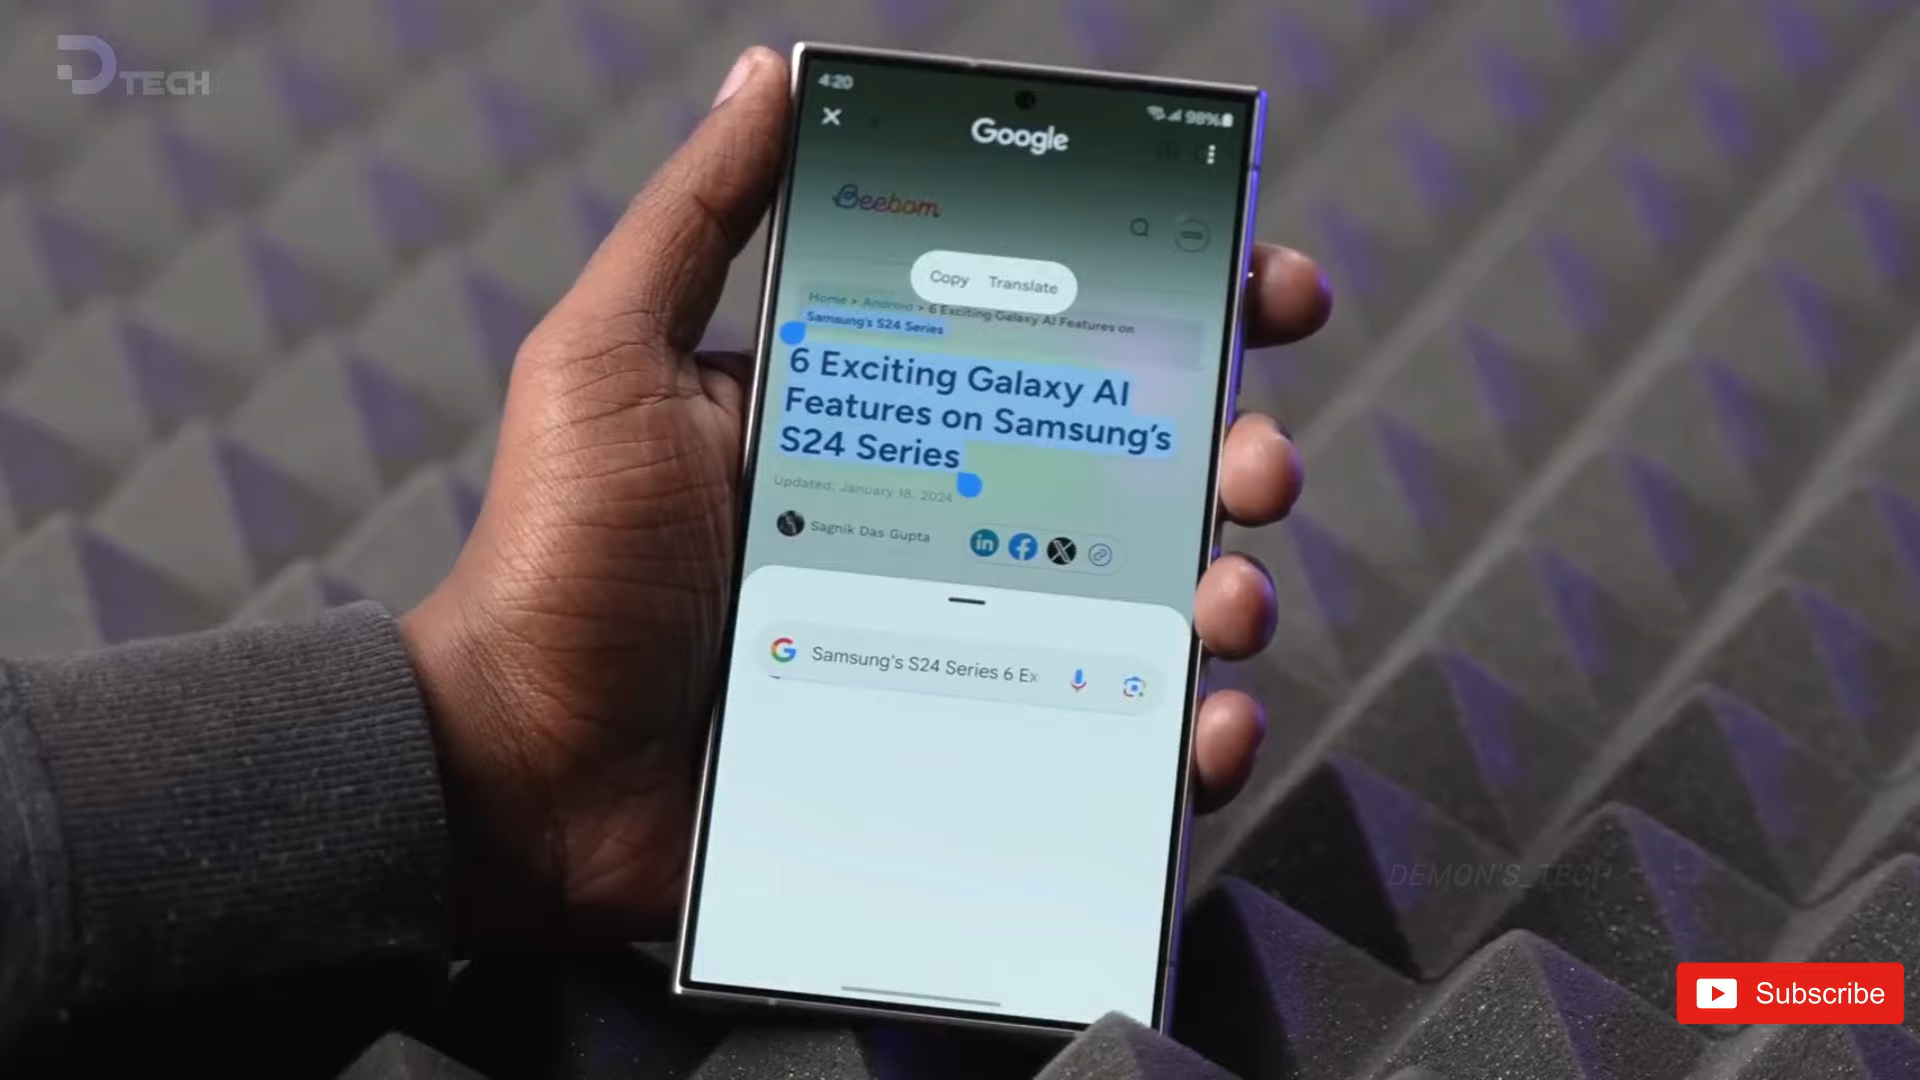 D TECH
4:20
98%
Google
Beebom
Copy Translate
Home > Android > 6 Exciting Galaxy AI Features on
Samsung's S24 Series
6 Exciting Galaxy AI
Features on Samsung's
S24 Series
Updated: January 18, 2024
Sagnik Das Gupta
in f X
G Samsung's S24 Series 6 Ex
DEMON'S_TECH
Subscribe